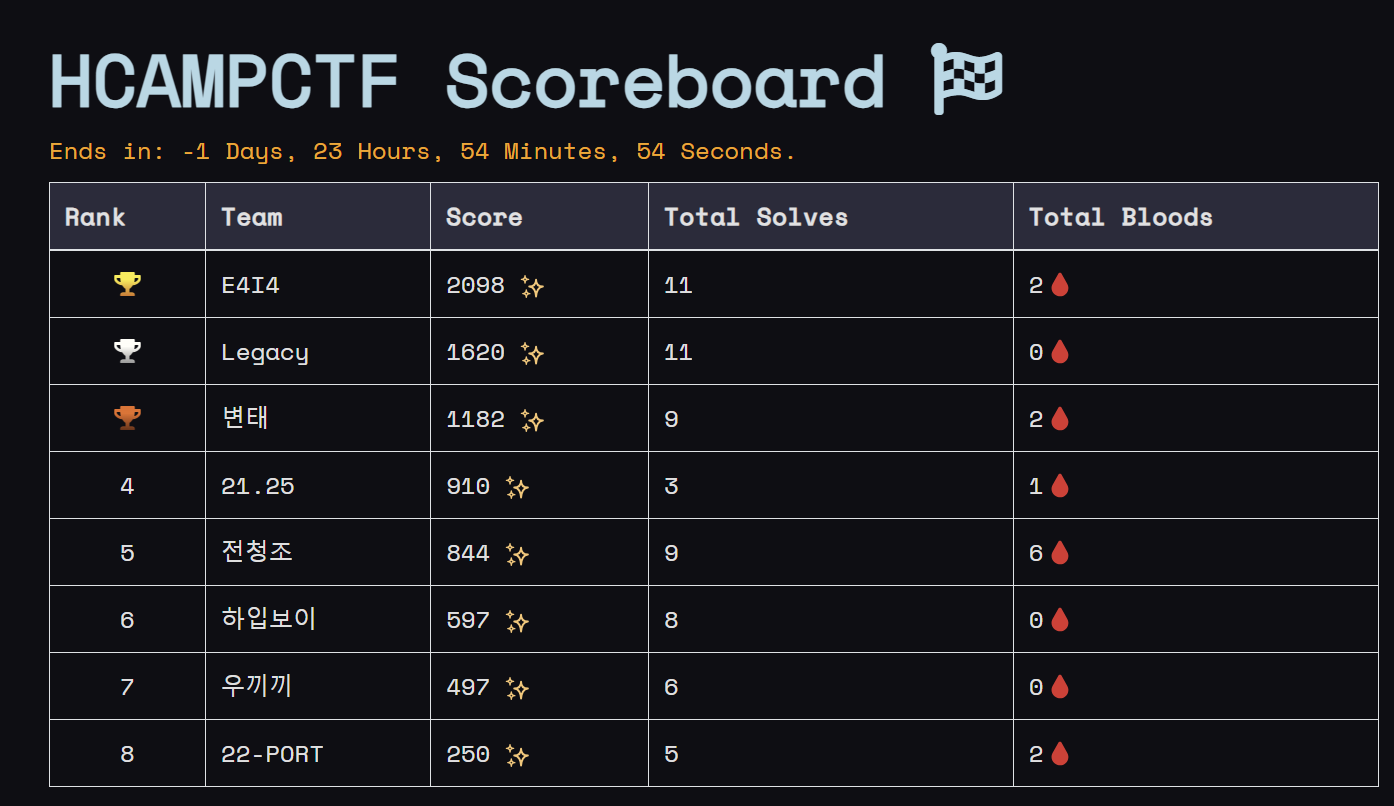 HCAMPCTF Scoreboard
Ends in: -1 Days, 23 Hours, 54 Minutes, 54 Seconds.
Rank Team Score Total Solves Total Bloods
E4I4 2098 11 2
Legacy 1620 11 0
변태 1182 9 2
4 21.25 910 3 1
5 전청조 844 9 6
6 하입보이 597 8 0
7 우끼끼 497 6 0
8 22-PORT 250 5 2